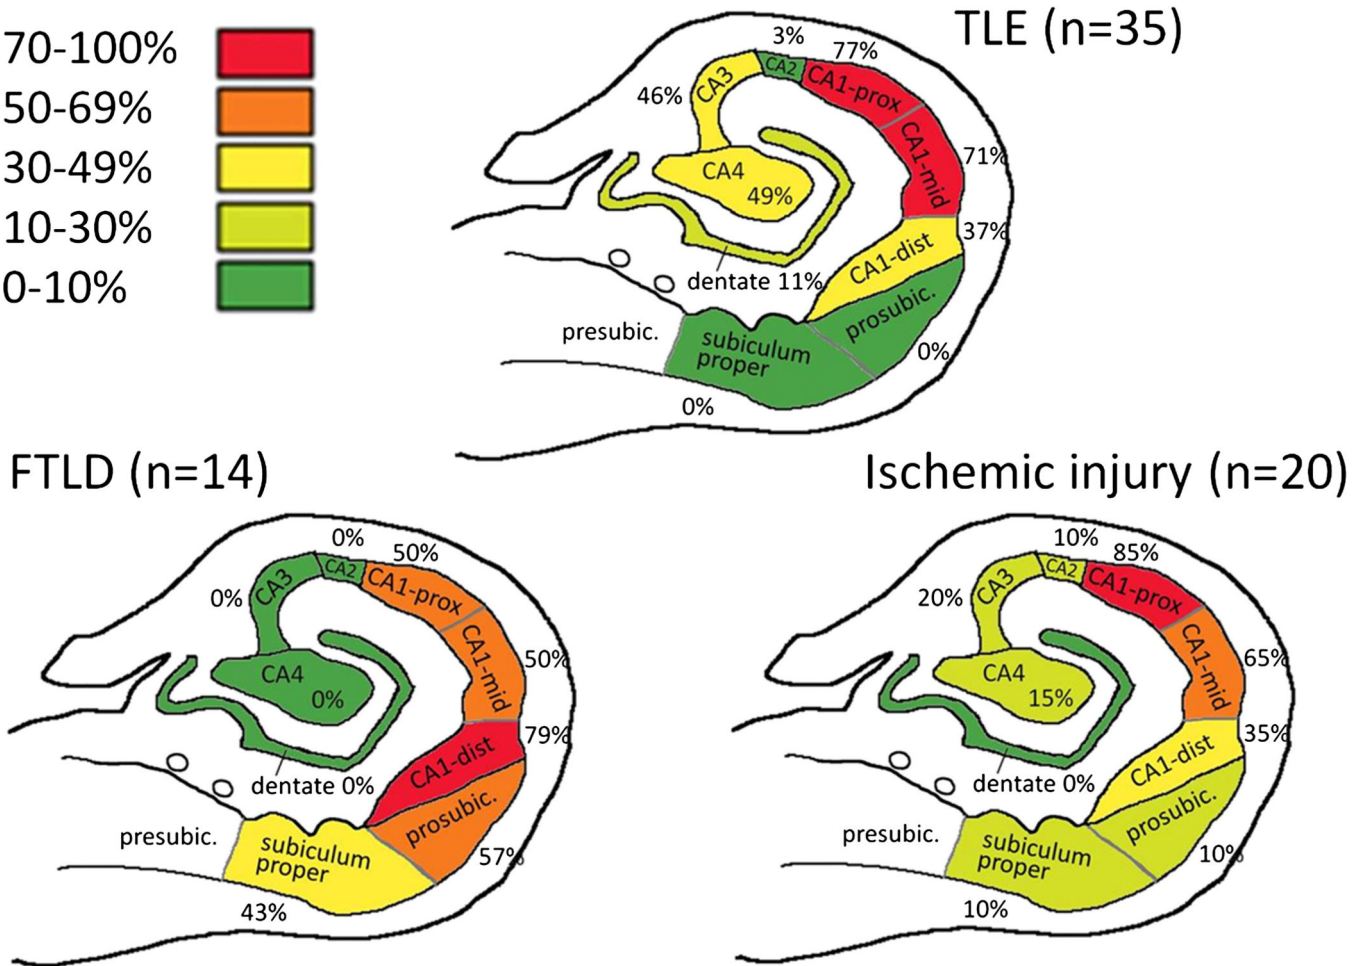 70-100%
50-69%
30-49%
10-30%
0-10%
TLE (n=35)
3%
77%
46%
CA3
CA2
CA1-prox
CA1-mid
71%
CA4
49%
37%
CA1-dist
dentate 11%
prosubic.
presubic.
subiculum
proper
0%
0%
FTLD (n=14)
0%
50%
0%
CA3
CA2
CA1-prox
CA1-mid
50%
CA4
0%
79%
CA1-dist
dentate 0%
prosubic.
presubic.
subiculum
proper
57%
43%
Ischemic injury (n=20)
10%
85%
20%
CA3
CA2
CA1-prox
CA1-mid
65%
CA4
15%
35%
CA1-dist
dentate 0%
prosubic.
presubic.
subiculum
proper
10%
10%